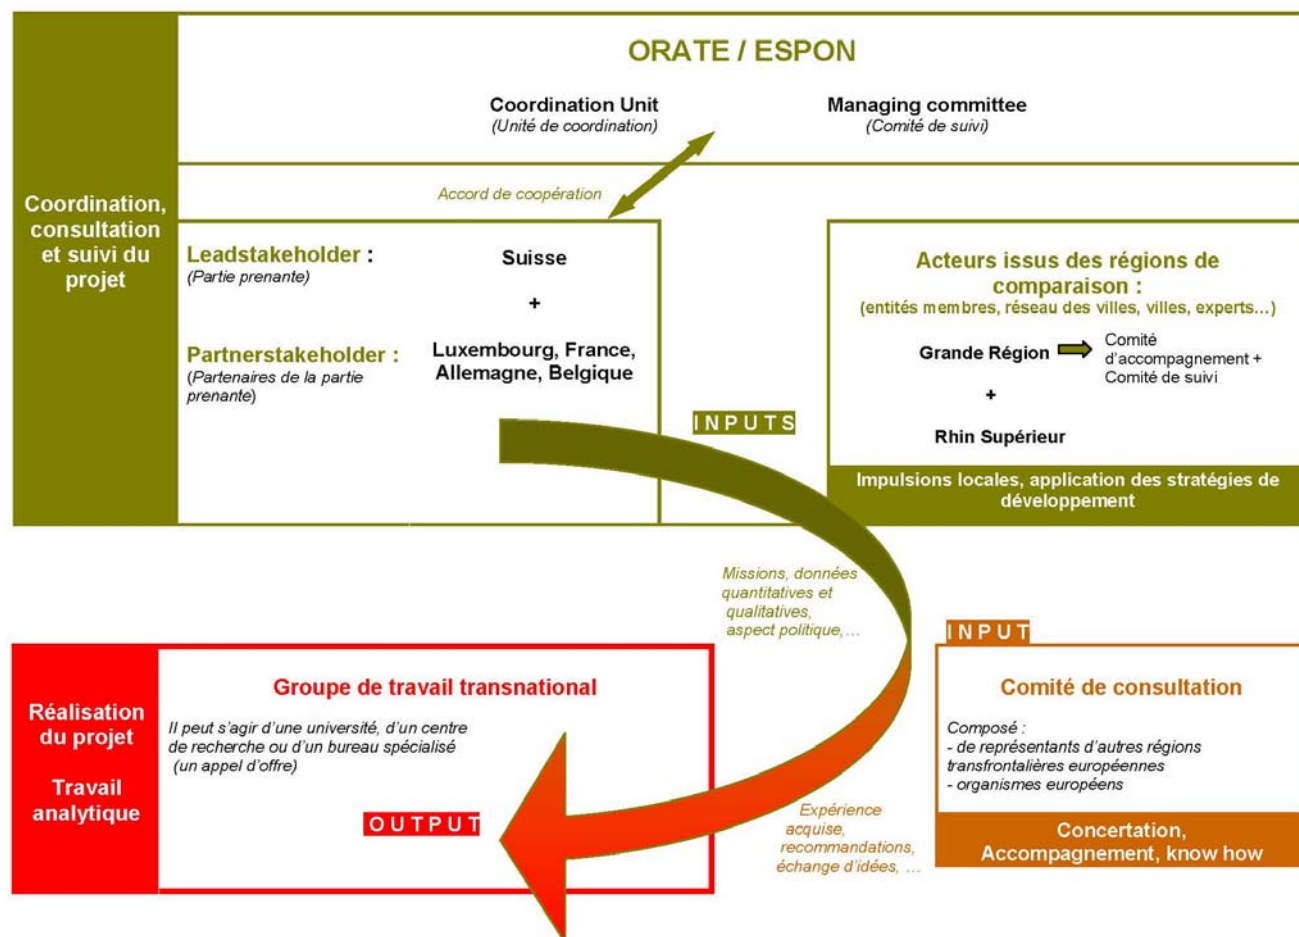 ORATE / ESPON
Coordination Unit
(Unité de coordination)
Managing committee
(Comité de suivi)
Coordination,
consultation
et suivi du
projet
Accord de coopération
Leadstakeholder :
(Partie prenante)
Suisse
+
Partnerstakeholder :
(Partenaires de la partie
prenante)
Luxembourg, France,
Allemagne, Belgique
Acteurs issus des régions de
comparaison :
(entités membres, réseau des villes, villes, experts…)
Grande Région
Comité
d'accompagnement +
Comité de suivi
+
Rhin Supérieur
Impulsions locales, application des stratégies de
développement
INPUTS
Missions, données
quantitatives et
qualitatives,
aspect politique,…
INPUT
Comité de consultation
Composé :
- de représentants d'autres régions
transfrontalières européennes
- organismes européens
Concertation,
Accompagnement, know how
Réalisation
du projet
Travail
analytique
Groupe de travail transnational
Il peut s'agir d'une université, d'un centre
de recherche ou d'un bureau spécialisé
(un appel d'offre)
OUTPUT
Expérience
acquise,
recommandations,
échange d'idées, …